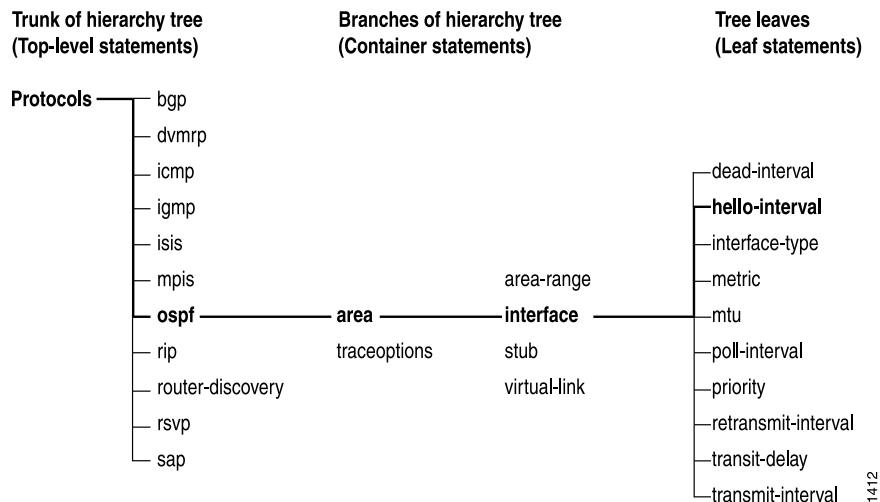 Trunk of hierarchy tree
(Top-level statements)
Branches of hierarchy tree
(Container statements)
Tree leaves
(Leaf statements)
Protocols
bgp
dvmrp
icmp
igmp
isis
mpis
ospf
rip
router-discovery
rsvp
sap
area
traceoptions
area-range
interface
stub
virtual-link
dead-interval
hello-interval
interface-type
metric
mtu
poll-interval
priority
retransmit-interval
transit-delay
transmit-interval
1412